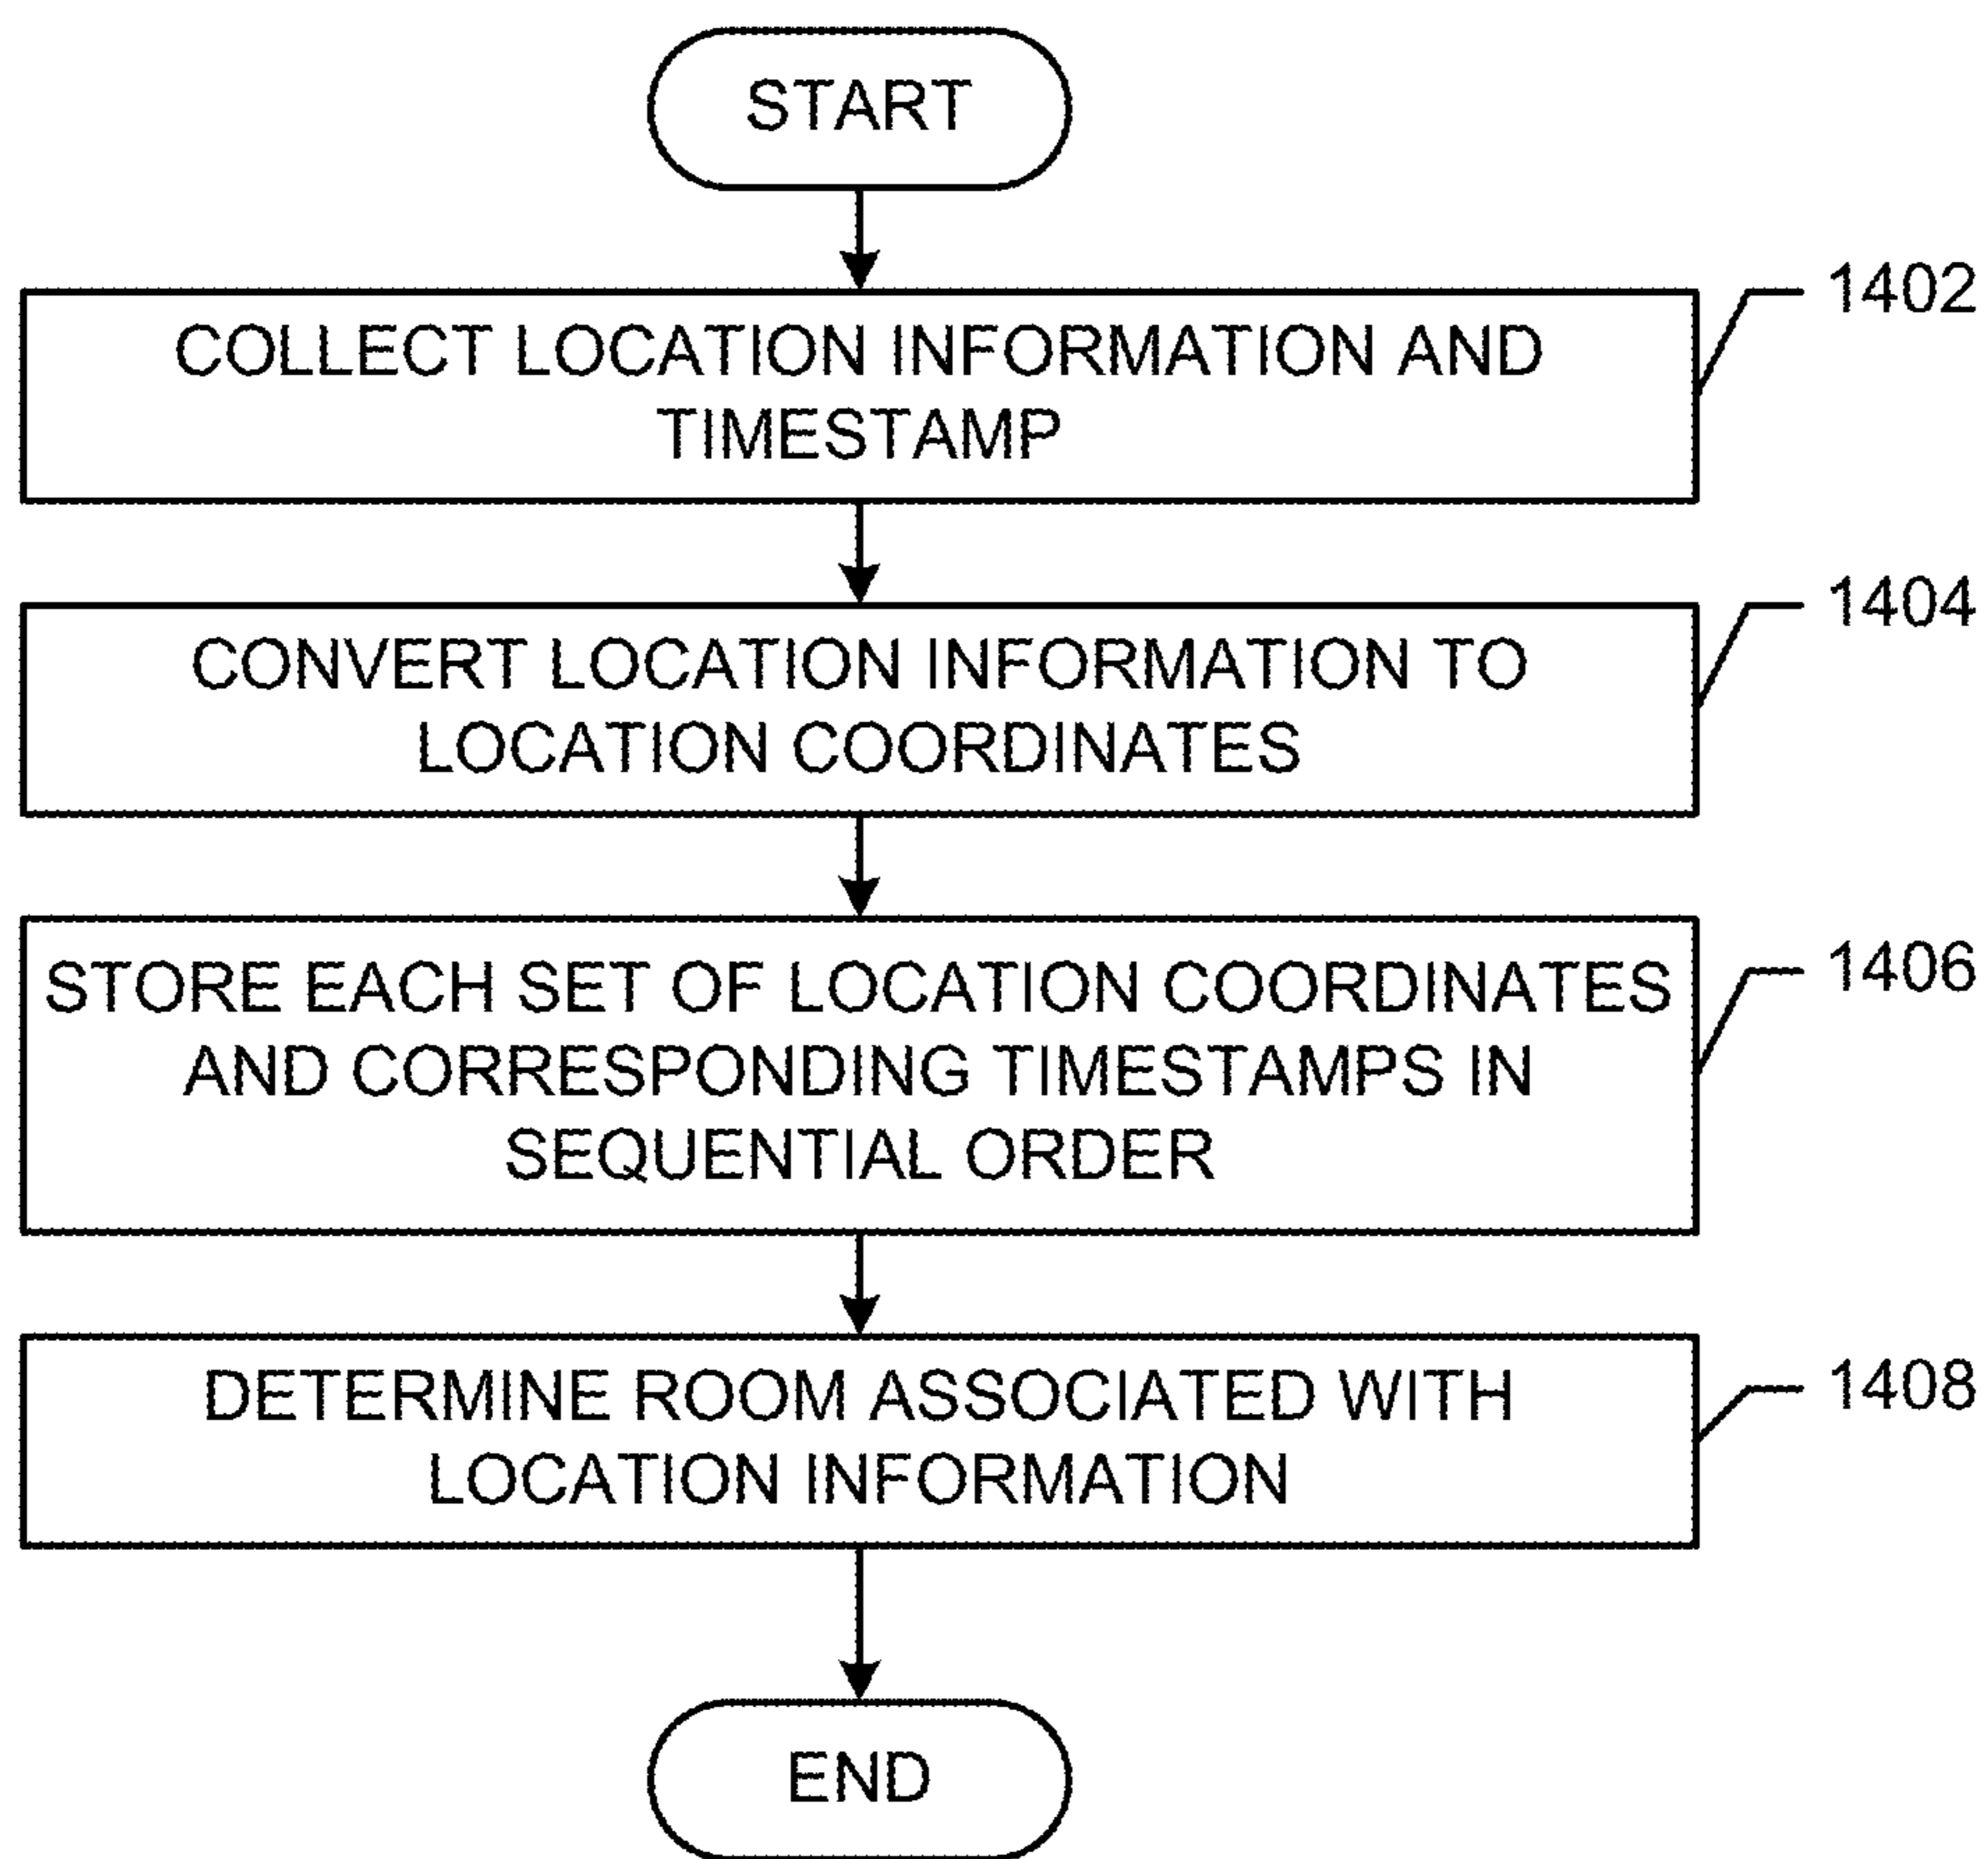 START
1402
COLLECT LOCATION INFORMATION AND
TIMESTAMP
1404
CONVERT LOCATION INFORMATION TO
LOCATION COORDINATES
1406
STORE EACH SET OF LOCATION COORDINATES
AND CORRESPONDING TIMESTAMPS IN
SEQUENTIAL ORDER
1408
DETERMINE ROOM ASSOCIATED WITH
LOCATION INFORMATION
END